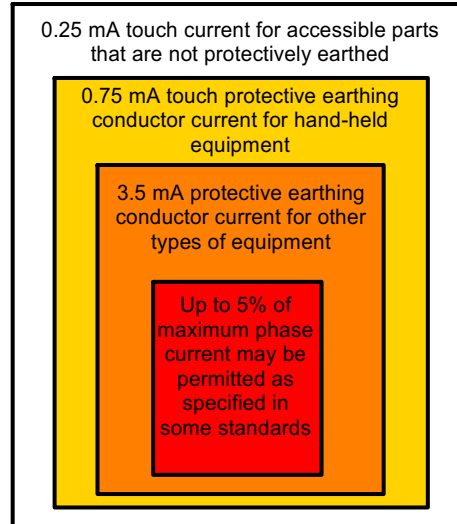 0.25 mA touch current for accessible parts
that are not protectively earthed
0.75 mA touch protective earthing
conductor current for hand-held
equipment
3.5 mA protective earthing
conductor current for other
types of equipment
Up to 5% of
maximum phase
current may be
permitted as
specified in
some standards